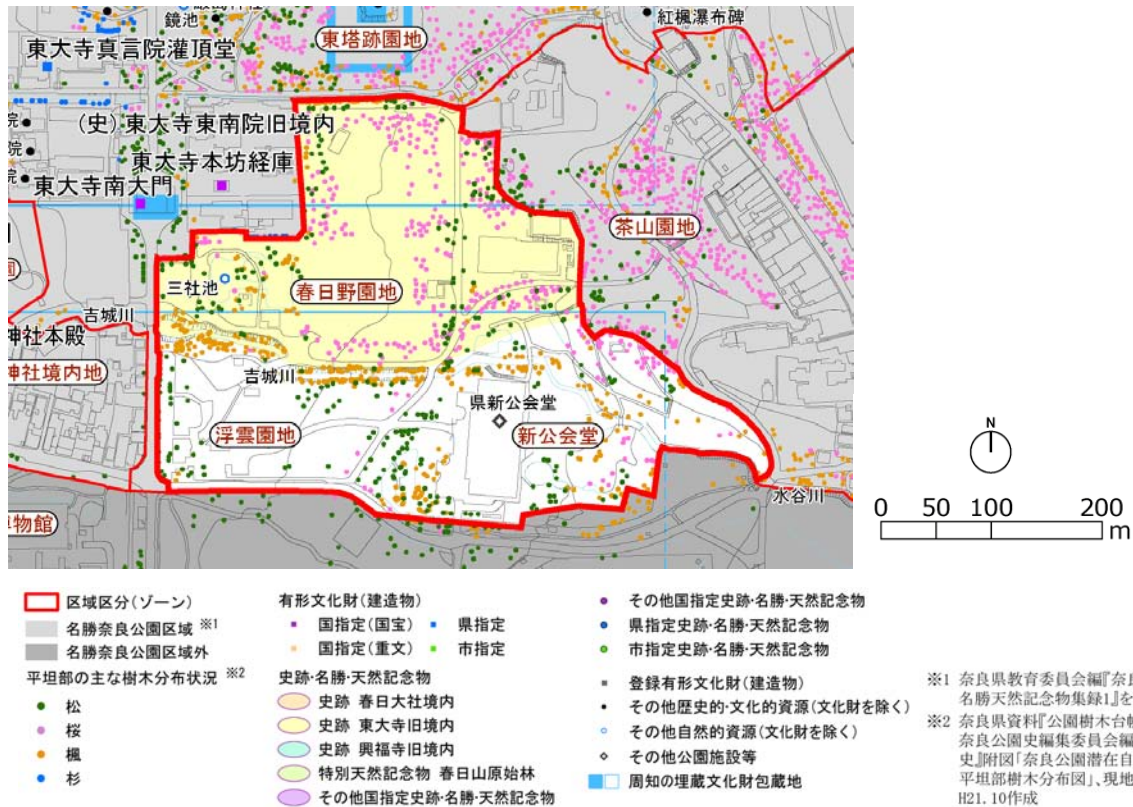 鏡池
紅楓瀑布碑
東大寺真言院灌頂堂
東塔跡園地
(史)東大寺東南院旧境内
院
院
院
東大寺本坊経庫
東大寺南大門
茶山園地
三社池
春日野園地
吉城川
神社本殿
神社境内地
吉城川
県新公会堂
浮雲園地
新公会堂
水谷川
博物館
N
0 50 100 200
m
区域区分(ゾーン)
名勝奈良公園区域 ※1
名勝奈良公園区域外
平坦部の主な樹木分布状況 ※2
松
桜
楓
杉
有形文化財(建造物)
国指定(国宝) 県指定
国指定(重文) 市指定
史跡・名勝・天然記念物
史跡 春日大社境内
史跡 東大寺旧境内
史跡 興福寺旧境内
特別天然記念物 春日山原始林
その他国指定史跡・名勝・天然記念物
その他国指定史跡・名勝・天然記念物
県指定史跡・名勝・天然記念物
市指定史跡・名勝・天然記念物
登録有形文化財(建造物)
その他歴史的・文化的資源(文化財を除く)
その他自然的資源(文化財を除く)
その他公園施設等
周知の埋蔵文化財包蔵地
※1 奈良県教育委員会編『奈良
名勝天然記念物集録1』を
※2 奈良県資料『公園樹木台帳
奈良公園史編集委員会編
史』附図「奈良公園潜在自
平坦部樹木分布図」、現地
H21.10作成